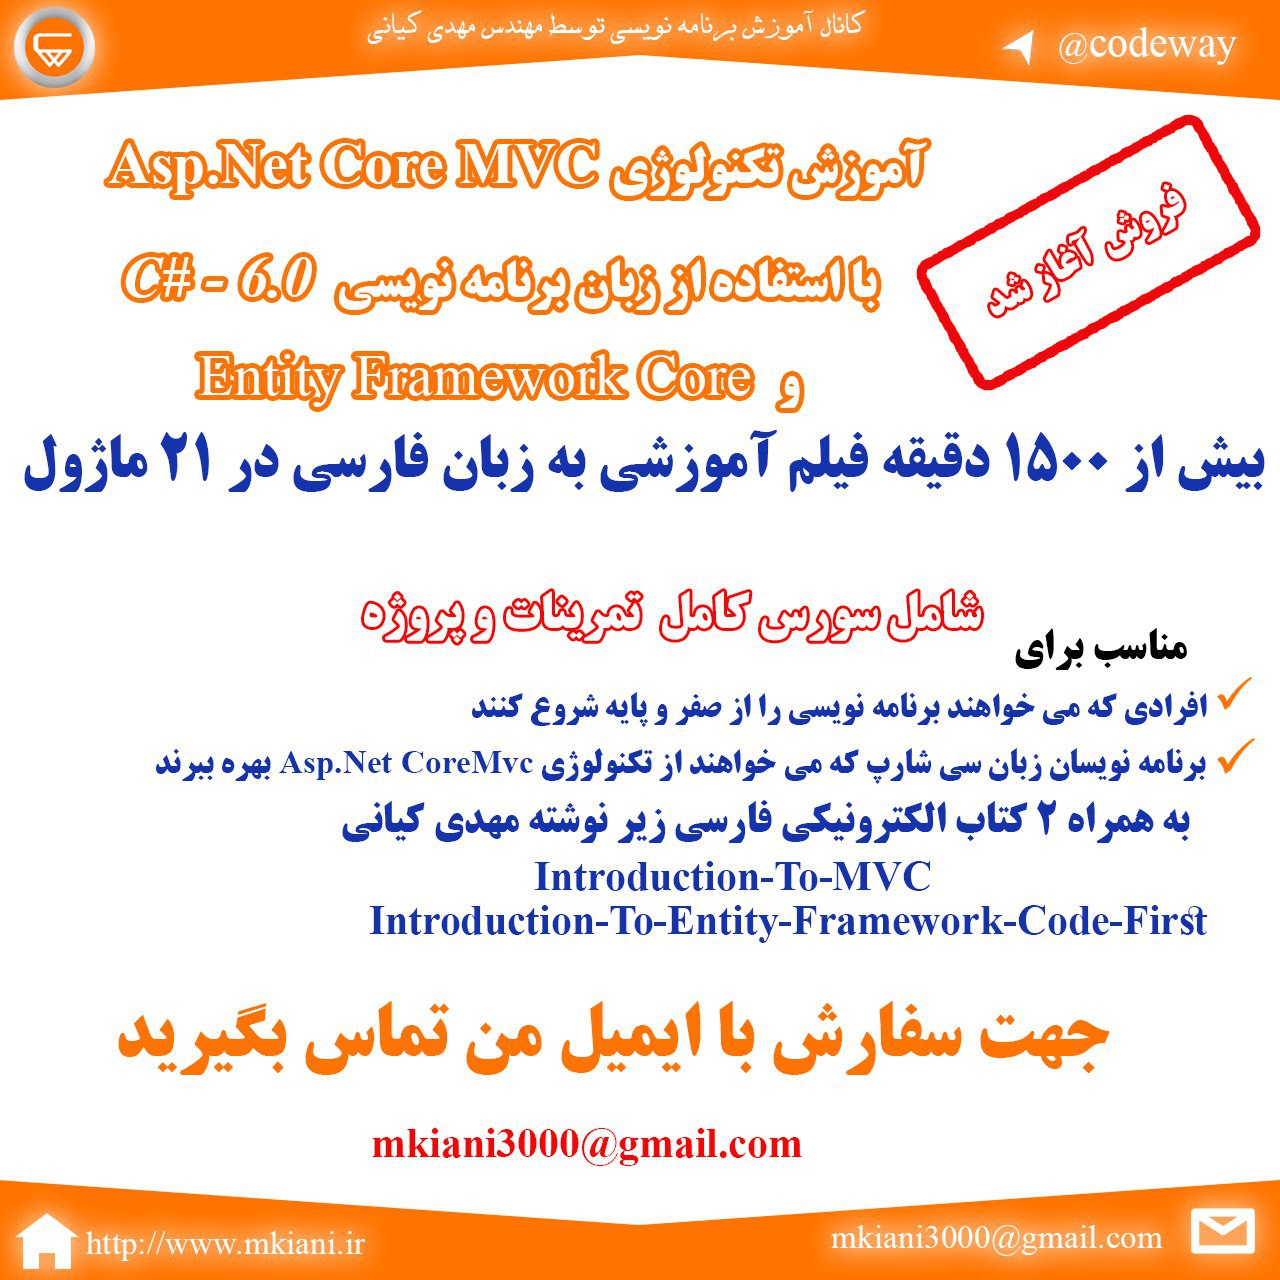 کانال آموزش برنامه نویسی توسط مهندس مهدی کیانی
@codeway
آموزش تکنولوژی Asp.Net Core MVC
فروش آغاز شد
با استفاده از زبان برنامه نویسی C# - 6.0
و Entity Framework Core
بیش از ۱۵۰۰ دقیقه فیلم آموزشی به زبان فارسی در ۲۱ ماژول
شامل سورس کامل تمرینات و پروژه
مناسب برای
افرادی که می خواهند برنامه نویسی را از صفر و پایه شروع کنند
برنامه نویسان زبان سی شارپ که می خواهند از تکنولوژی Asp.Net CoreMvc بهره ببرند
به همراه ۲ کتاب الکترونیکی فارسی زیر نوشته مهدی کیانی
Introduction-To-MVC
Introduction-To-Entity-Framework-Code-First
جهت سفارش با ایمیل من تماس بگیرید
mkiani3000@gmail.com
http://www.mkiani.ir
mkiani3000@gmail.com